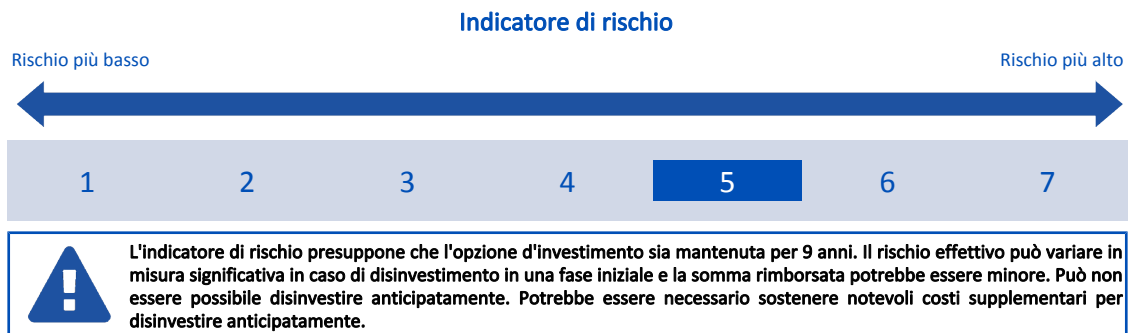 Indicatore di rischio
Rischio più basso Rischio più alto
1 2 3 4 5 6 7
L'indicatore di rischio presuppone che l'opzione d'investimento sia mantenuta per 9 anni. Il rischio effettivo può variare in
misura significativa in caso di disinvestimento in una fase iniziale e la somma rimborsata potrebbe essere minore. Può non
essere possibile disinvestire anticipatamente. Potrebbe essere necessario sostenere notevoli costi supplementari per
disinvestire anticipatamente.